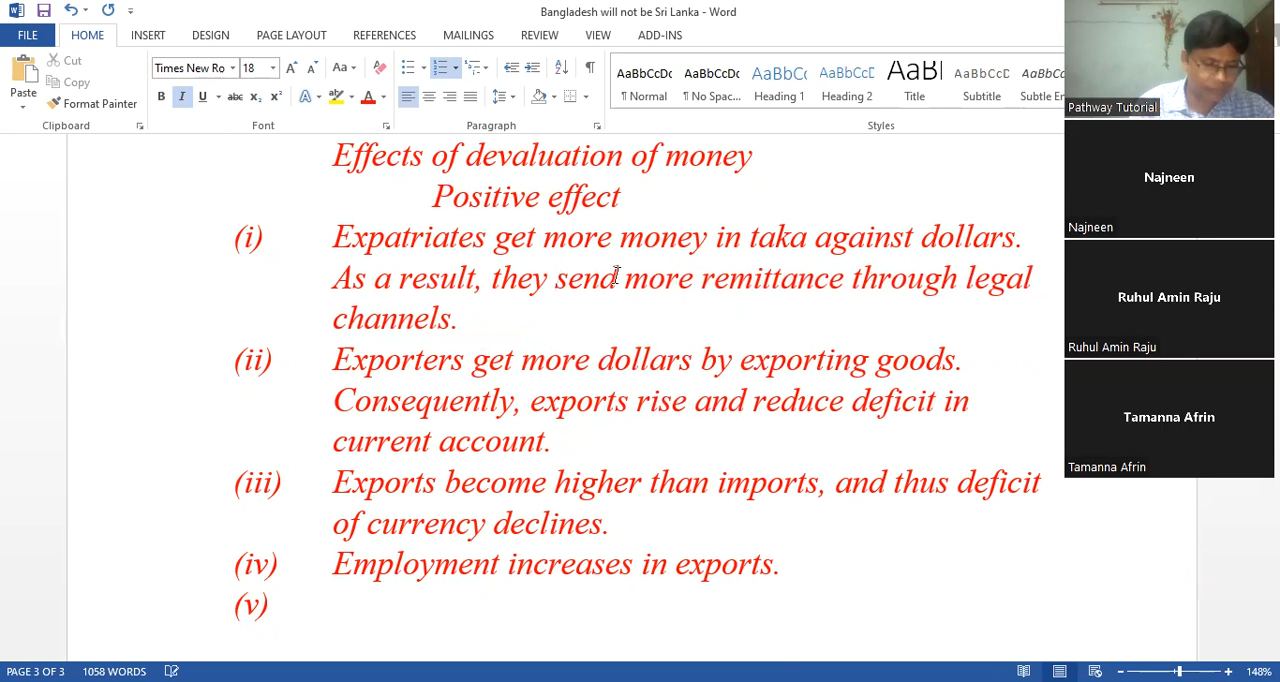 Bangladesh will not be Sri Lanka - Word
FILE HOME INSERT DESIGN PAGE LAYOUT REFERENCES MAILINGS REVIEW VIEW ADD-INS
Paste
Cut
Copy
Format Painter
Clipboard
Times New Ro 18
Font
Paragraph
AaBbCcDc AaBbCcDc AaBbCc AaBbCcD AaBl AaBbCcD AaBbCcD
¶ Normal ¶ No Spac... Heading 1 Heading 2 Title Subtitle Subtle En
Styles
Effects of devaluation of money
Positive effect
(i) Expatriates get more money in taka against dollars.
As a result, they send more remittance through legal
channels.
(ii) Exporters get more dollars by exporting goods.
Consequently, exports rise and reduce deficit in
current account.
(iii) Exports become higher than imports, and thus deficit
of currency declines.
(iv) Employment increases in exports.
(v)
PAGE 3 OF 3 1058 WORDS
148%
Pathway Tutorial
Najneen
Najneen
Ruhul Amin Raju
Ruhul Amin Raju
Tamanna Afrin
Tamanna Afrin